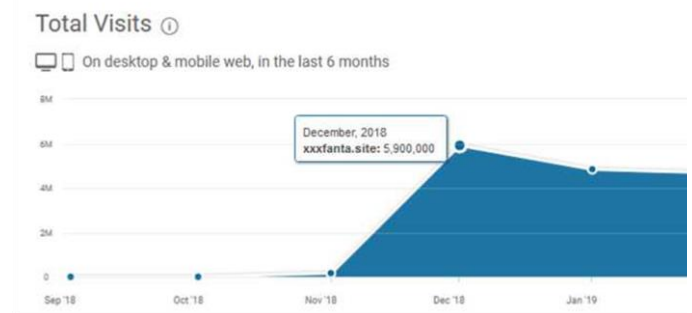 Total Visits
On desktop & mobile web, in the last 6 months
8M
December, 2018
xxxfanta.site: 5,900,000
6M
4M
2M
0
Sep '18 Oct '18 Nov '18 Dec '18 Jan '19